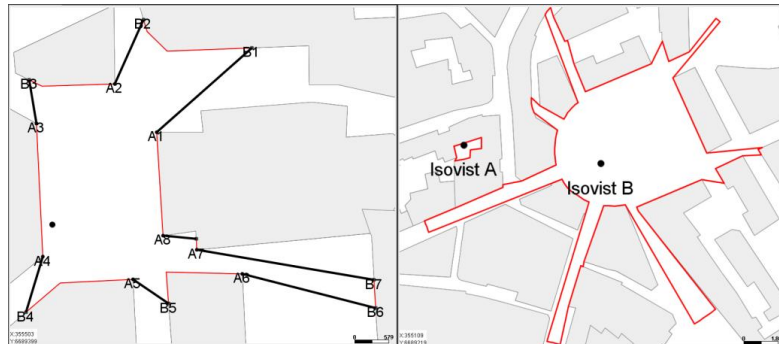 B2
B1
B3
A2
A3
A1
A8
A7
A4
A6
A5
B7
B4
B5
B6
X:355503
Isovist A
Isovist B
X:355109